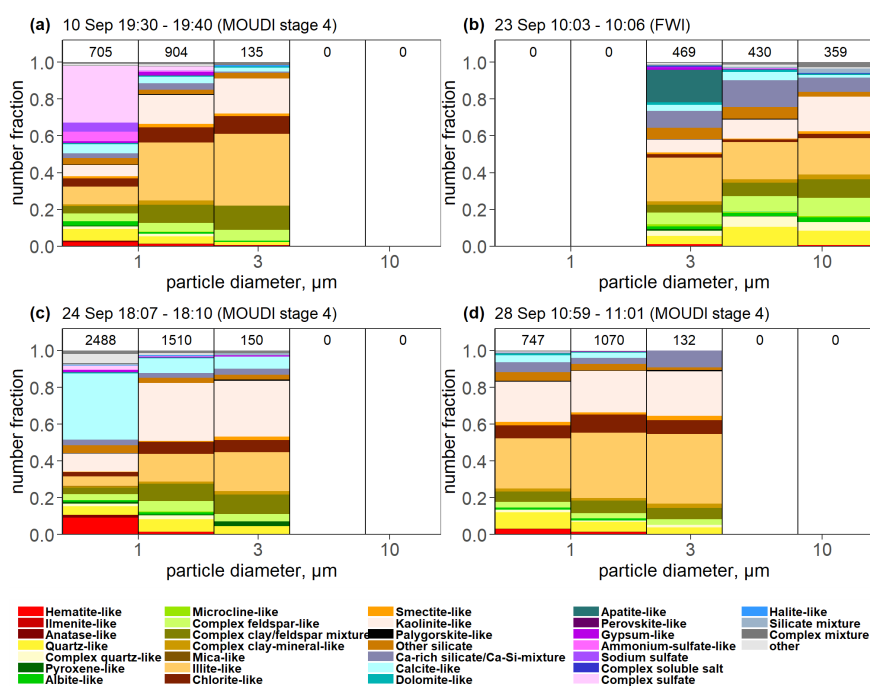 (a) 10 Sep 19:30 - 19:40 (MOUDI stage 4)
705 904 135 0 0
1.0
0.8
0.6
0.4
0.2
0.0
number fraction
1 3 10
particle diameter, µm
(b) 23 Sep 10:03 - 10:06 (FWI)
0 0 469 430 359
1.0
0.8
0.6
0.4
0.2
0.0
number fraction
1 3 10
particle diameter, µm
(c) 24 Sep 18:07 - 18:10 (MOUDI stage 4)
2488 1510 150 0 0
1.0
0.8
0.6
0.4
0.2
0.0
number fraction
1 3 10
particle diameter, µm
(d) 28 Sep 10:59 - 11:01 (MOUDI stage 4)
747 1070 132 0 0
1.0
0.8
0.6
0.4
0.2
0.0
number fraction
1 3 10
particle diameter, µm
Hematite-like
Ilmenite-like
Anatase-like
Quartz-like
Complex quartz-like
Pyroxene-like
Albite-like
Microcline-like
Complex feldspar-like
Complex clay/feldspar mixture
Complex clay-mineral-like
Mica-like
Illite-like
Chlorite-like
Smectite-like
Kaolinite-like
Palygorskite-like
Other silicate
Ca-rich silicate/Ca-Si-mixture
Calcite-like
Dolomite-like
Apatite-like
Perovskite-like
Gypsum-like
Ammonium-sulfate-like
Sodium sulfate
Complex soluble salt
Complex sulfate
Halite-like
Silicate mixture
Complex mixture
other